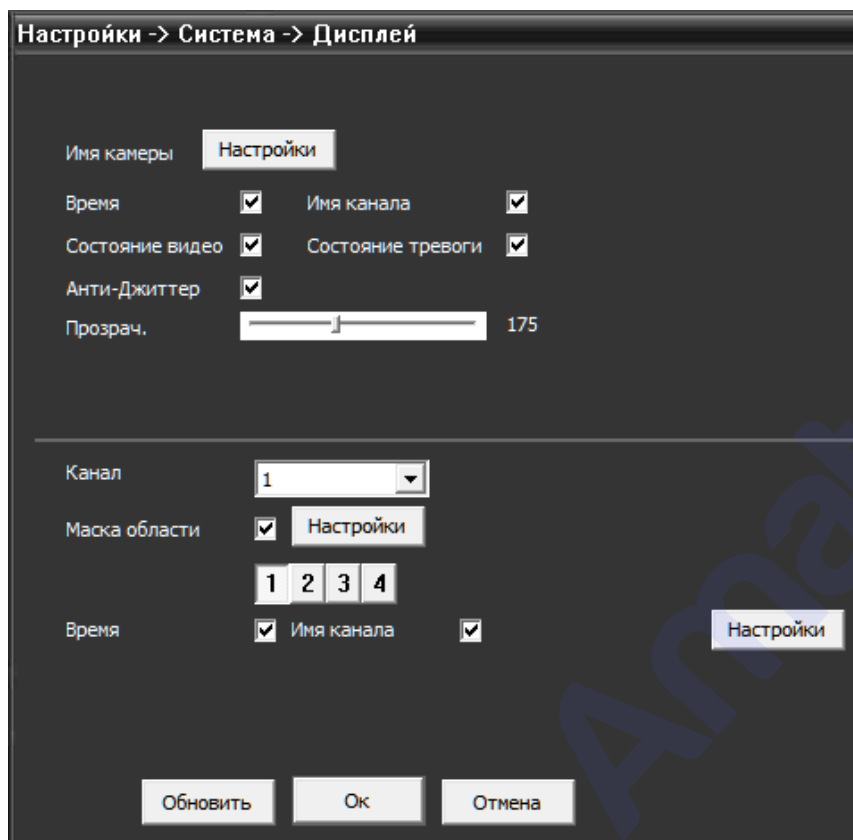 Настройки -> Система -> Дисплей
Имя камеры Настройки
Время Имя канала
Состояние видео Состояние тревоги
Анти-Джиттер
Прозрач. 175
Канал 1
Маска области Настройки
1 2 3 4
Время Имя канала Настройки
Обновить Ок Отмена